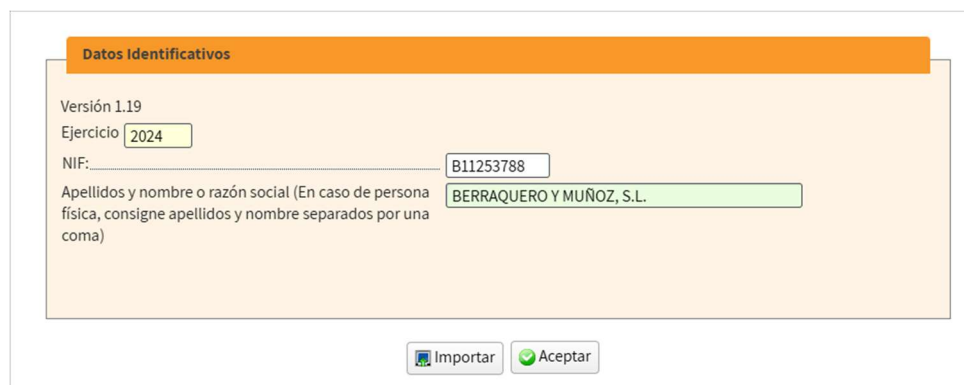 Datos Identificativos
Versión 1.19
Ejercicio 2024
NIF: B11253788
Apellidos y nombre o razón social (En caso de persona BERRAQUERO Y MUÑOZ, S.L.
física, consigne apellidos y nombre separados por una
coma)
Importar Aceptar